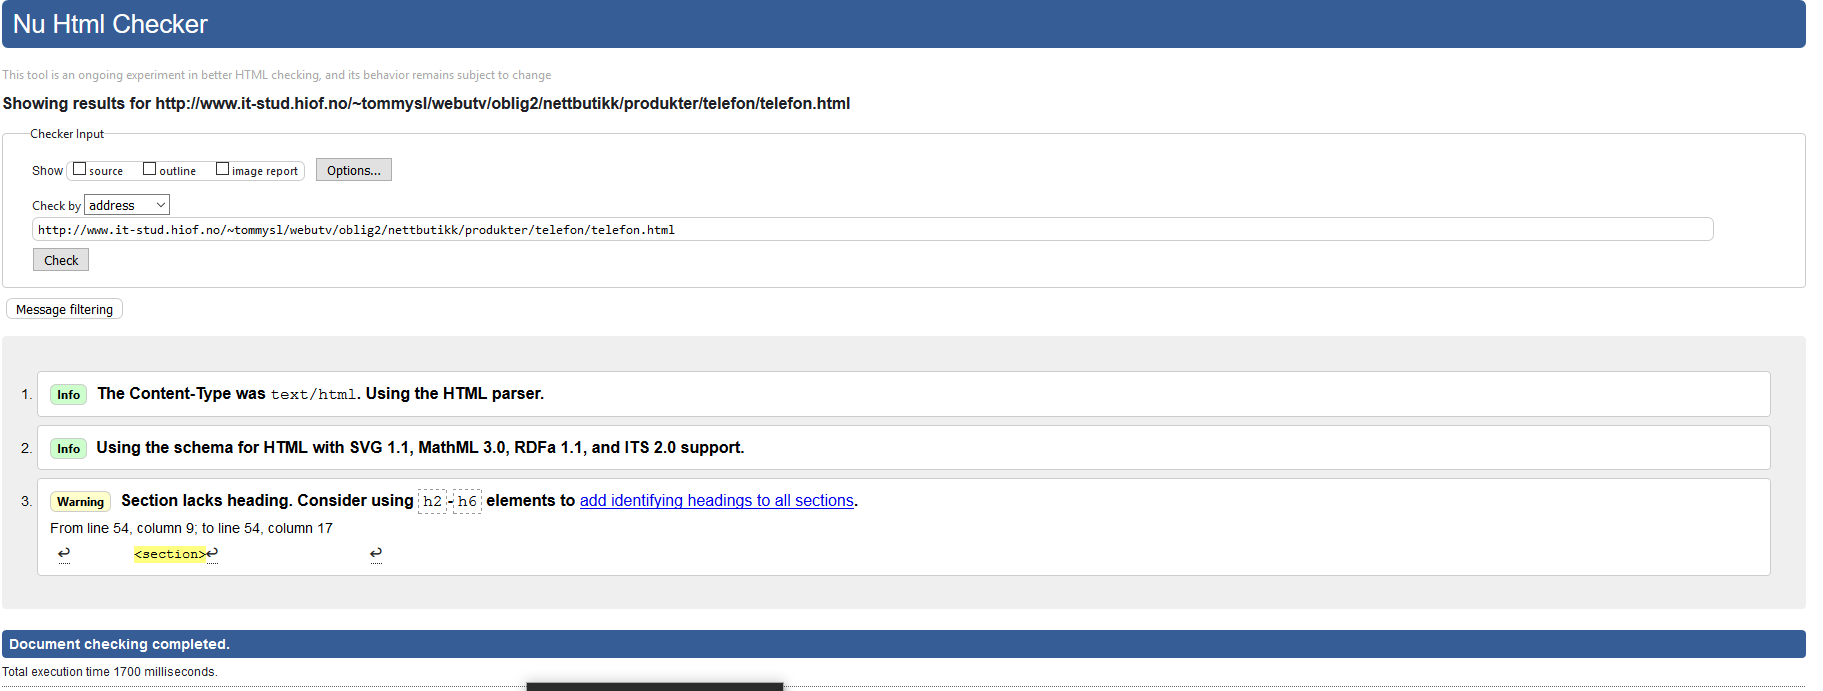 Nu Html Checker
This tool is an ongoing experiment in better HTML checking, and its behavior remains subject to change
Showing results for http://www.it-stud.hiof.no/~tommysl/webutv/oblig2/nettbutikk/produkter/telefon/telefon.html
Checker Input
Show source outline image report Options...
Check by address
http://www.it-stud.hiof.no/~tommysl/webutv/oblig2/nettbutikk/produkter/telefon/telefon.html
Check
Message filtering
1. Info The Content-Type was text/html. Using the HTML parser.
2. Info Using the schema for HTML with SVG 1.1, MathML 3.0, RDFa 1.1, and ITS 2.0 support.
3. Warning Section lacks heading. Consider using h2-h6 elements to add identifying headings to all sections.
From line 54, column 9; to line 54, column 17
↩ <section>↩ ↩
Document checking completed.
Total execution time 1700 milliseconds.